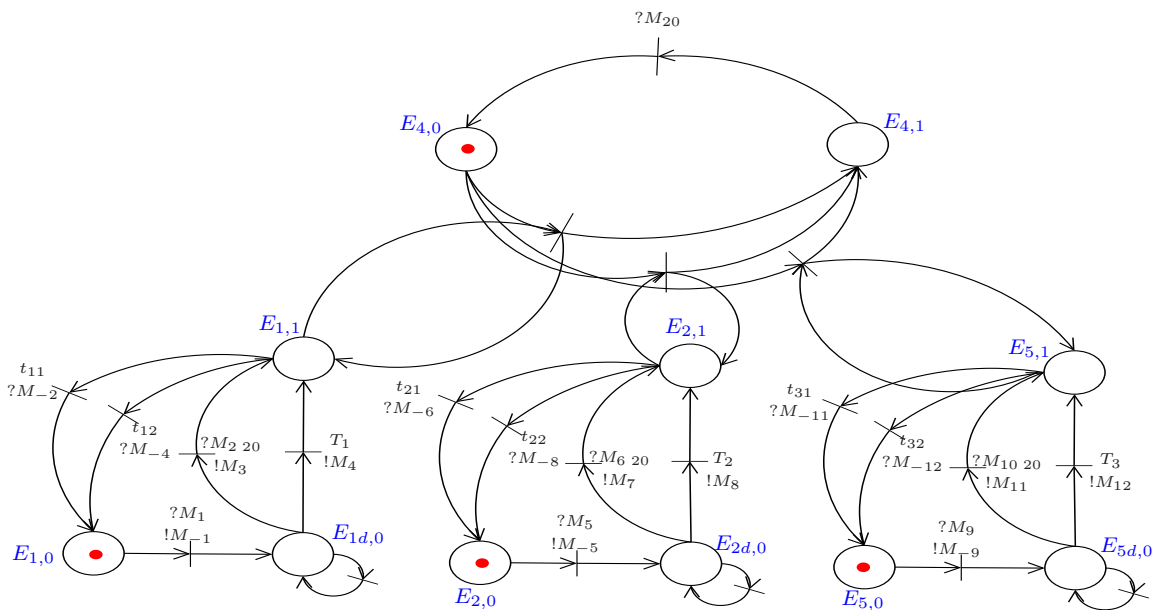 ?M_{20}
E_{4,0}
E_{4,1}
E_{1,1}
E_{2,1}
E_{5,1}
t_{11}
?M_{-2}
t_{12}
?M_{-4}
?M_{2 20}
!M_3
T_1
!M_4
t_{21}
?M_{-6}
t_{22}
?M_{-8}
?M_{6 20}
!M_7
T_2
!M_8
t_{31}
?M_{-11}
t_{32}
?M_{-12}
?M_{10 20}
!M_{11}
T_3
!M_{12}
?M_1
!M_{-1}
E_{1,0}
E_{1d,0}
?M_5
!M_{-5}
E_{2,0}
E_{2d,0}
?M_9
!M_{-9}
E_{5,0}
E_{5d,0}